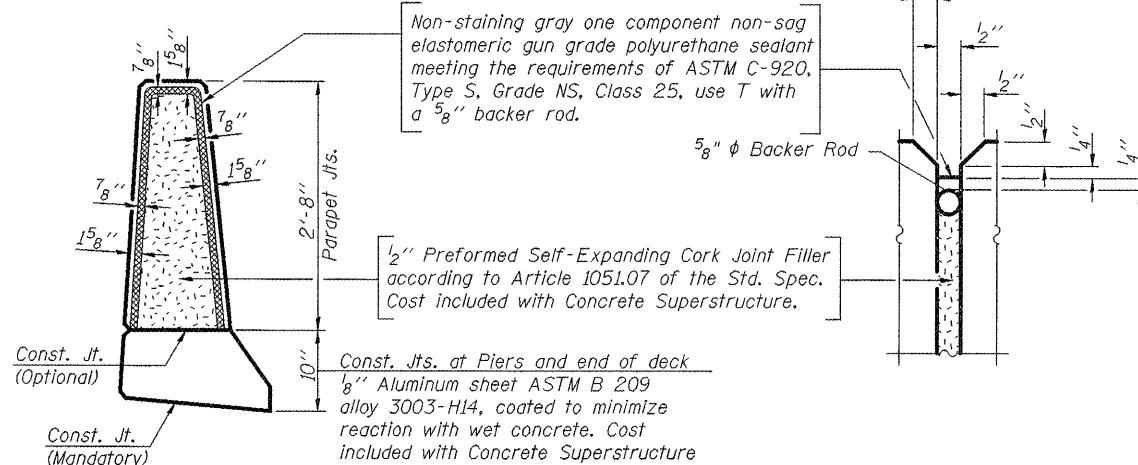 Non-staining gray one component non-sag
elastomeric gun grade polyurethane sealant
meeting the requirements of ASTM C-920,
Type S, Grade NS, Class 25, use T with
a 5/8" backer rod.
7/8"
1 5/8"
7/8"
1 5/8"
7/8"
1 5/8"
2'-8"
Parapet Jts.
1/2"
1/2"
1/2"
1/4"
1/4"
5/8" φ Backer Rod
1/2" Preformed Self-Expanding Cork Joint Filler
according to Article 1051.07 of the Std. Spec.
Cost included with Concrete Superstructure.
Const. Jt.
(Optional)
10"
Const. Jts. at Piers and end of deck
1/8" Aluminum sheet ASTM B 209
alloy 3003-H14, coated to minimize
reaction with wet concrete. Cost
included with Concrete Superstructure
Const. Jt.
(Mandatory)